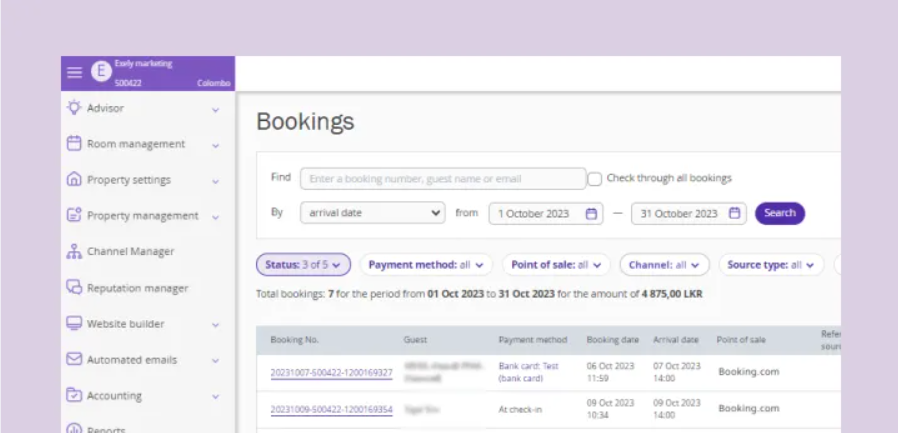 Exely marketing
E
500422 Colombo
Advisor
Room management
Property settings
Property management
Channel Manager
Reputation manager
Website builder
Automated emails
Accounting
Reports
Bookings
Find Enter a booking number, guest name or email Check through all bookings
By arrival date from 1 October 2023 — 31 October 2023 Search
Status: 3 of 5 Payment method: all Point of sale: all Channel: all Source type: all
Total bookings: 7 for the period from 01 Oct 2023 to 31 Oct 2023 for the amount of 4 875,00 LKR
Booking No. Guest Payment method Booking date Arrival date Point of sale
20231007-500422-1200169327 Bank card: Test (bank card) 06 Oct 2023 11:59 07 Oct 2023 14:00 Booking.com
20231009-500422-1200169354 At check-in 09 Oct 2023 10:34 09 Oct 2023 14:00 Booking.com